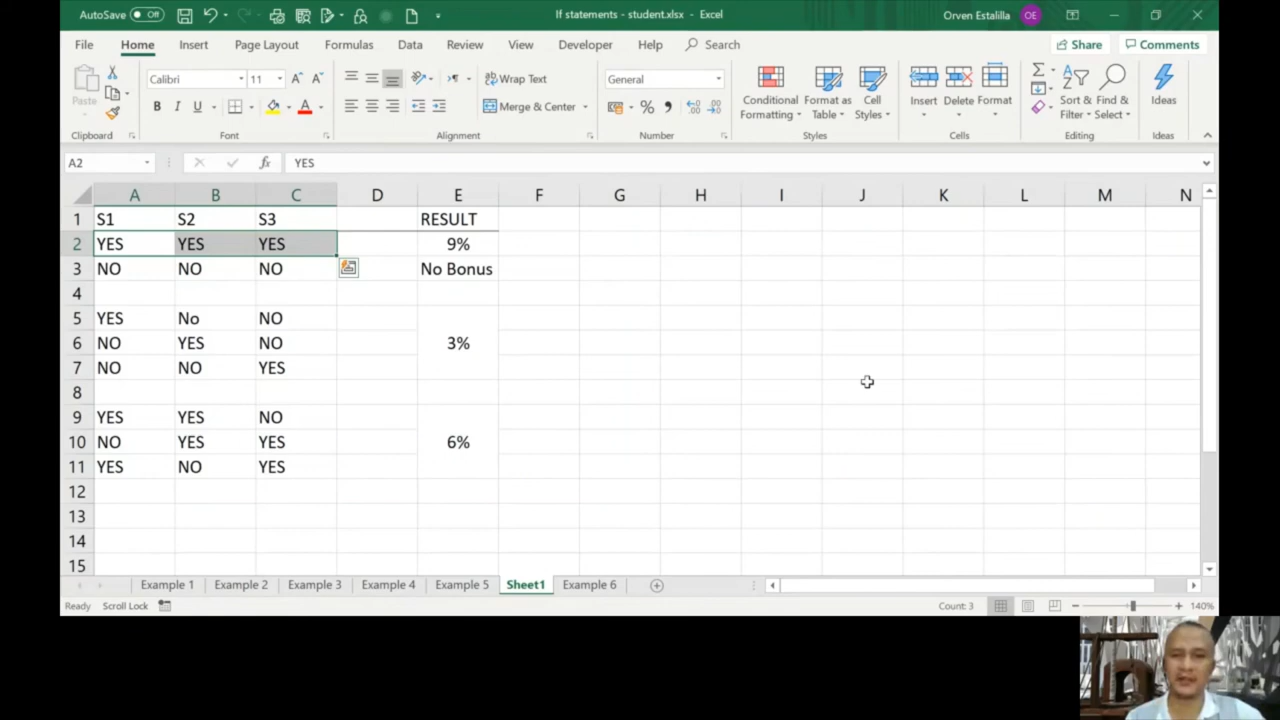 AutoSave Off If statements - student.xlsx - Excel Orven Estalilla OE
File Home Insert Page Layout Formulas Data Review View Developer Help Search Share Comments
Paste Calibri 11 A A Wrap Text General Conditional Formatting Format as Table Cell Styles Insert Delete Format Sort & Filter Find & Select Ideas
B I U A Merge & Center % , .00
Clipboard Font Alignment Number Styles Cells Editing Ideas
A2 fx YES
A B C D E F G H I J K L M N
1 S1 S2 S3 RESULT
2 YES YES YES 9%
3 NO NO NO No Bonus
4
5 YES No NO
6 NO YES NO 3%
7 NO NO YES
8
9 YES YES NO
10 NO YES YES 6%
11 YES NO YES
12
13
14
15
Example 1 Example 2 Example 3 Example 4 Example 5 Sheet1 Example 6
Ready Scroll Lock Count: 3 140%